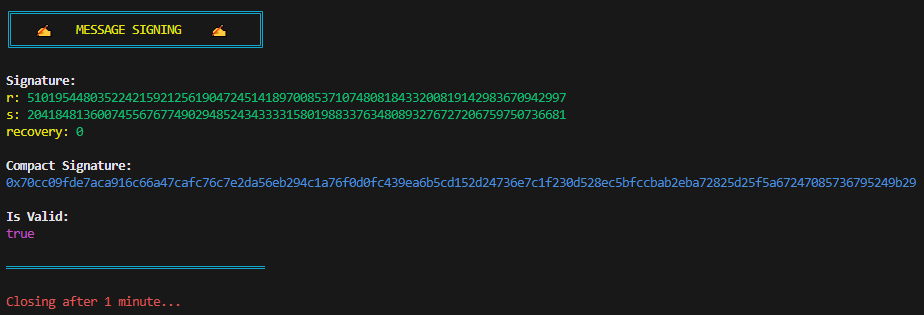 ✍ MESSAGE SIGNING ✍
Signature:
r: 51019544803522421592125619047245141897008537107480818433200819142983670942997
s: 20418481360074556767749029485243433331580198833763480893276727206759750736681
recovery: 0
Compact Signature:
0x70cc09fde7aca916c66a47cafc76c7e2da56eb294c1a76f0d0fc439ea6b5cd152d24736e7c1f230d528ec5bfccbab2eba72825d25f5a67247085736795249b29
Is Valid:
true
Closing after 1 minute...